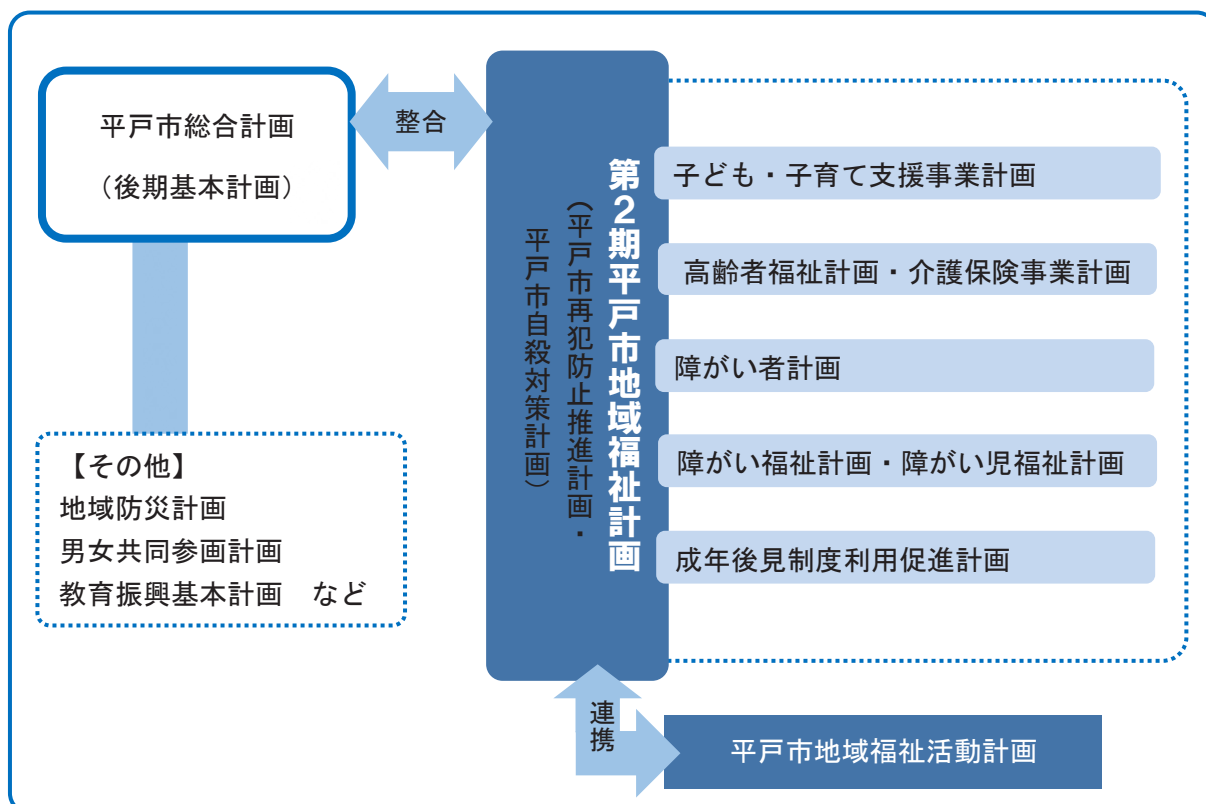 平戸市総合計画
（後期基本計画）
整合
【その他】
地域防災計画
男女共同参画計画
教育振興基本計画　など
第２期平戸市地域福祉計画
（平戸市再犯防止推進計画・
平戸市自殺対策計画）
子ども・子育て支援事業計画
高齢者福祉計画・介護保険事業計画
障がい者計画
障がい福祉計画・障がい児福祉計画
成年後見制度利用促進計画
連携
平戸市地域福祉活動計画